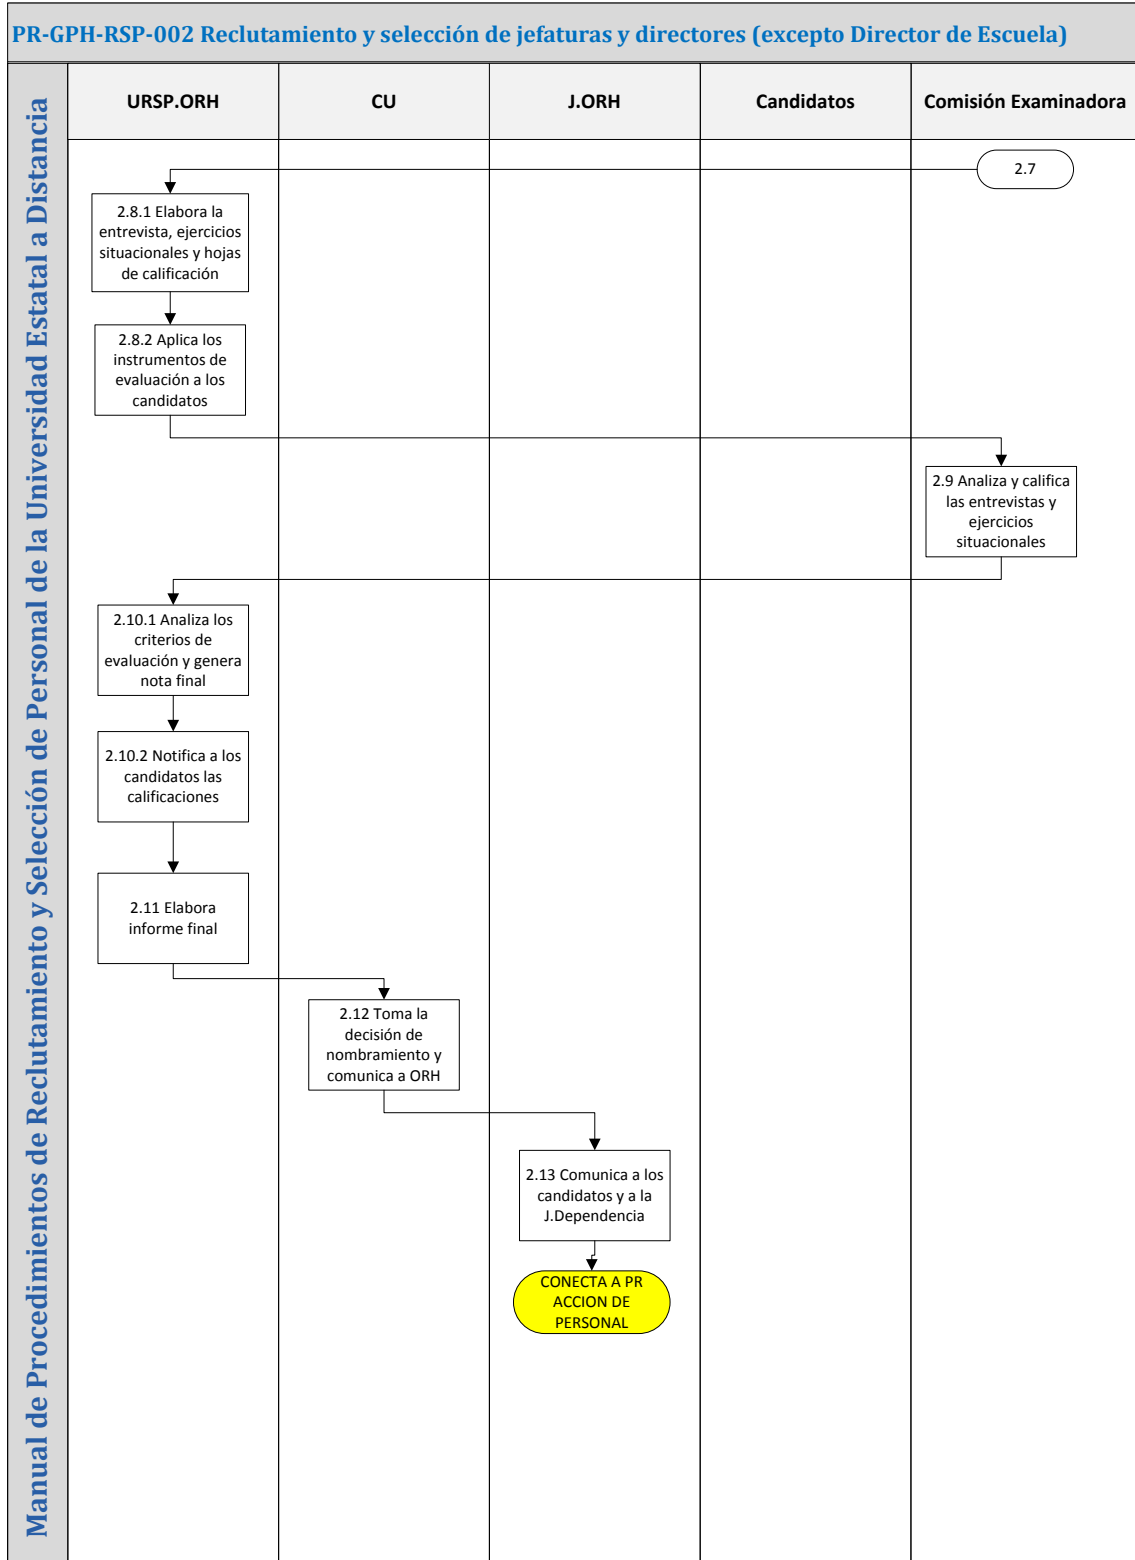 PR-GPH-RSP-002 Reclutamiento y selección de jefaturas y directores (excepto Director de Escuela)
Manual de Procedimientos de Reclutamiento y Selección de Personal de la Universidad Estatal a Distancia
URSP.ORH
CU
J.ORH
Candidatos
Comisión Examinadora
2.7
2.8.1 Elabora la
entrevista, ejercicios
situacionales y hojas
de calificación
2.8.2 Aplica los
instrumentos de
evaluación a los
candidatos
2.9 Analiza y califica
las entrevistas y
ejercicios
situacionales
2.10.1 Analiza los
criterios de
evaluación y genera
nota final
2.10.2 Notifica a los
candidatos las
calificaciones
2.11 Elabora
informe final
2.12 Toma la
decisión de
nombramiento y
comunica a ORH
2.13 Comunica a los
candidatos y a la
J.Dependencia
CONECTA A PR
ACCION DE
PERSONAL